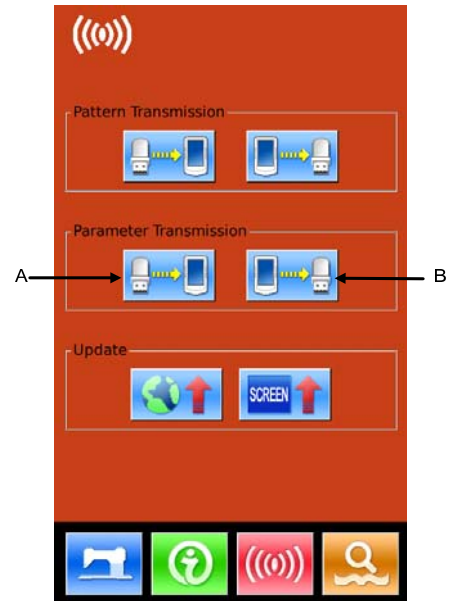 Pattern Transmission
Parameter Transmission
A
B
Update
SCREEN